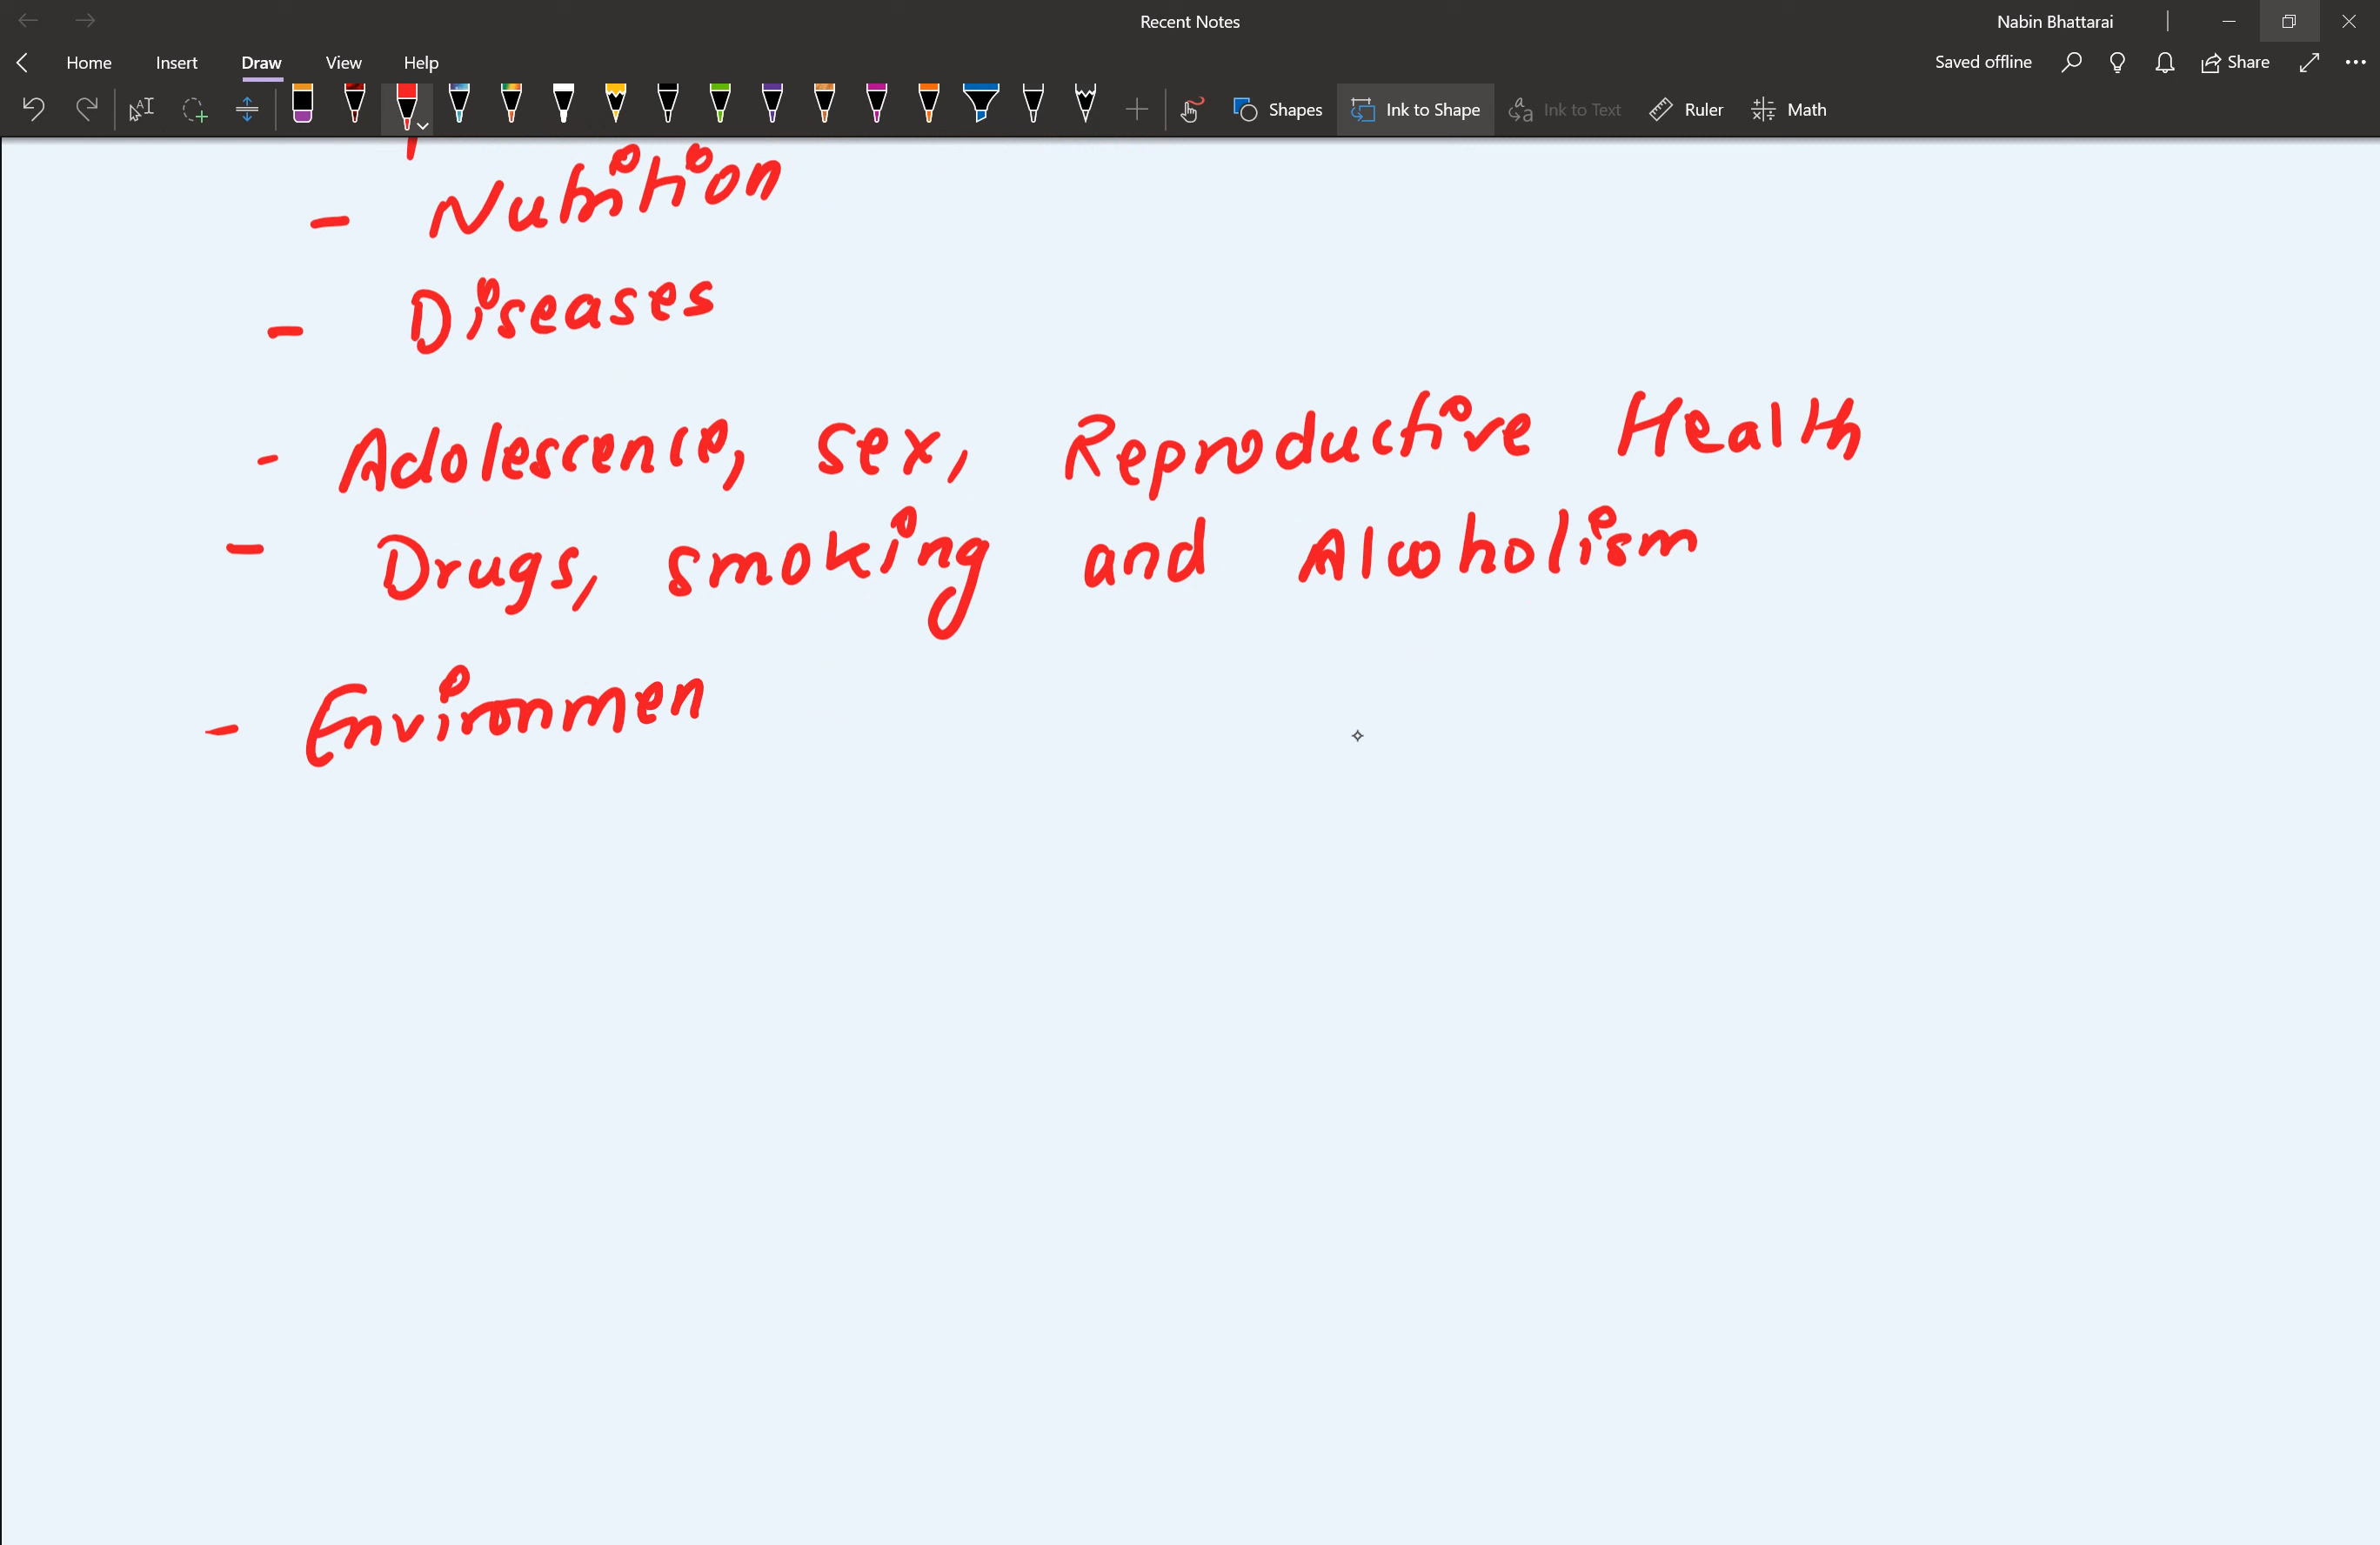 Recent Notes
Nabin Bhattarai
Home Insert Draw View Help
Saved offline
Share
Shapes
Ink to Shape
Ink to Text
Ruler
Math
- Nutrition
- Diseases
- Adolescence, sex, Reproductive Health
- Drugs, smoking and Alcoholism
- Environmen